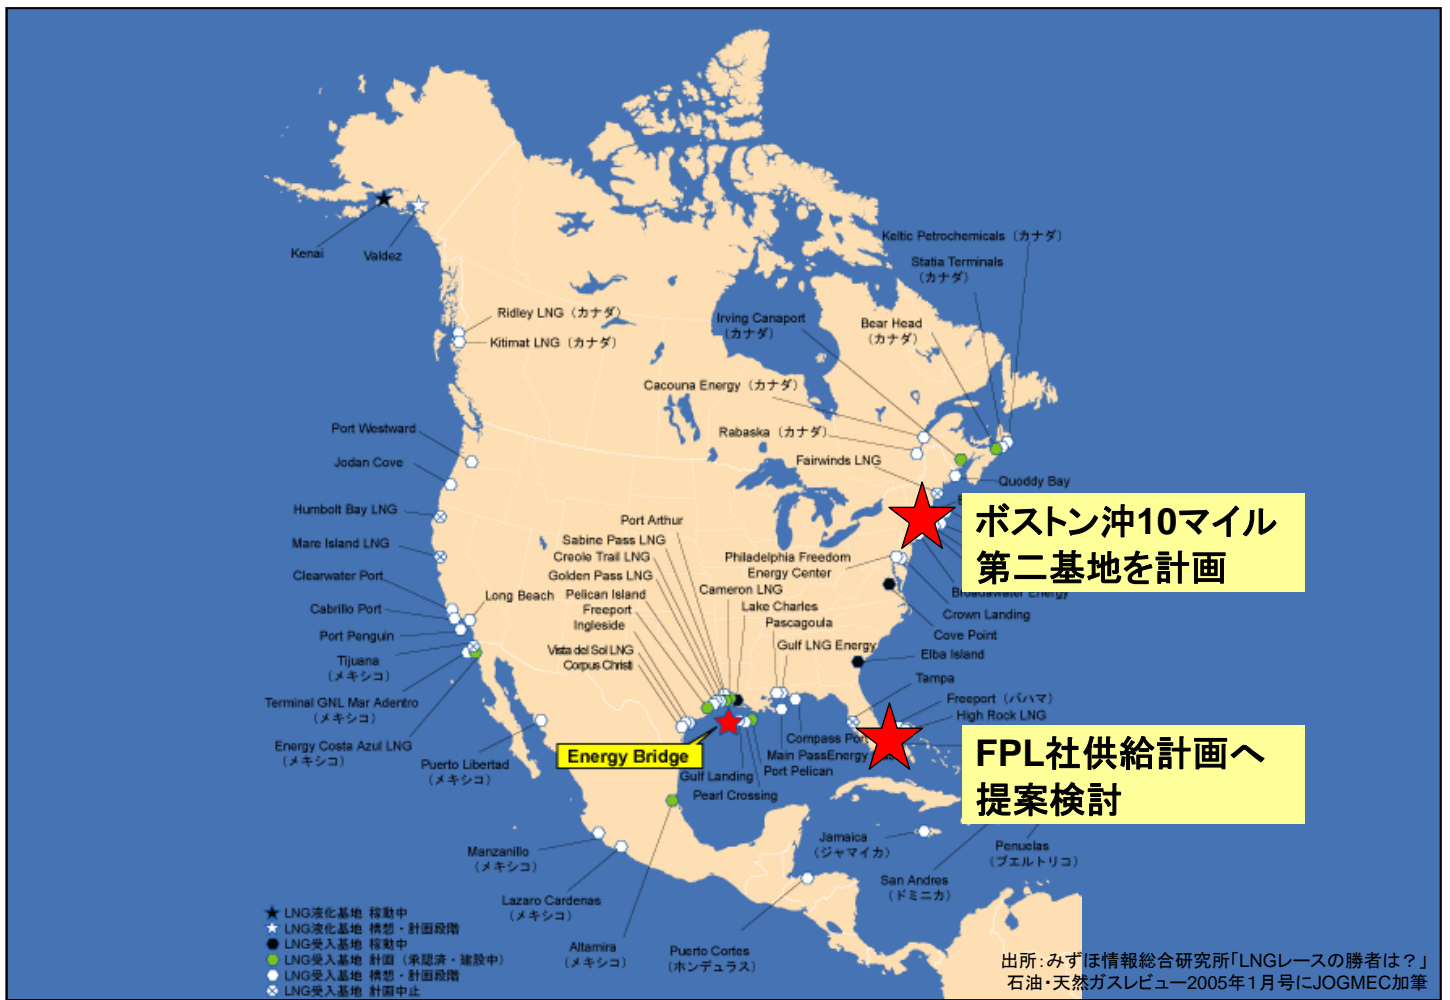 Keltic Petrochemicals（カナダ）
Statia Terminals
（カナダ）
Kenai
Valdez
Ridley LNG（カナダ）
Kitimat LNG（カナダ）
Irving Canaport
（カナダ）
Bear Head
（カナダ）
Cacouna Energy（カナダ）
Rabaska（カナダ）
Fairwinds LNG
Quoddy Bay
Port Westward
Jodan Cove
Humbolt Bay LNG
Mare Island LNG
Clearwater Port
Cabrillo Port
Port Penguin
Long Beach
Tijuana
（メキシコ）
Terminal GNL Mar Adentro
（メキシコ）
Energy Costa Azul LNG
（メキシコ）
Puerto Libertad
（メキシコ）
Port Arthur
Sabine Pass LNG
Creole Trail LNG
Golden Pass LNG
Pelican Island
Freeport
Ingleside
Vista del Sol LNG
Corpus Christi
Cameron LNG
Lake Charles
Pascagoula
Gulf LNG Energy
Philadelphia Freedom
Energy Center
ボストン沖10マイル
第二基地を計画
Broadawater Energy
Crown Landing
Cove Point
Elba Island
Tampa
Freeport（バハマ）
High Rock LNG
FPL社供給計画へ
提案検討
Energy Bridge
Compass Port
Main PassEnergy
Port Pelican
Gulf Landing
Pearl Crossing
Manzanillo
（メキシコ）
Lazaro Cardenas
（メキシコ）
Altamira
（メキシコ）
Puerto Cortes
（ホンデュラス）
Jamaica
（ジャマイカ）
San Andres
（ドミニカ）
Penuelas
（プエルトリコ）
LNG液化基地 稼動中
LNG液化基地 構想・計画段階
LNG受入基地 稼動中
LNG受入基地 計画（承認済・建設中）
LNG受入基地 構想・計画段階
LNG受入基地 計画中止
出所：みずほ情報総合研究所「LNGレースの勝者は？」
石油・天然ガスレビュー2005年1月号にJOGMEC加筆